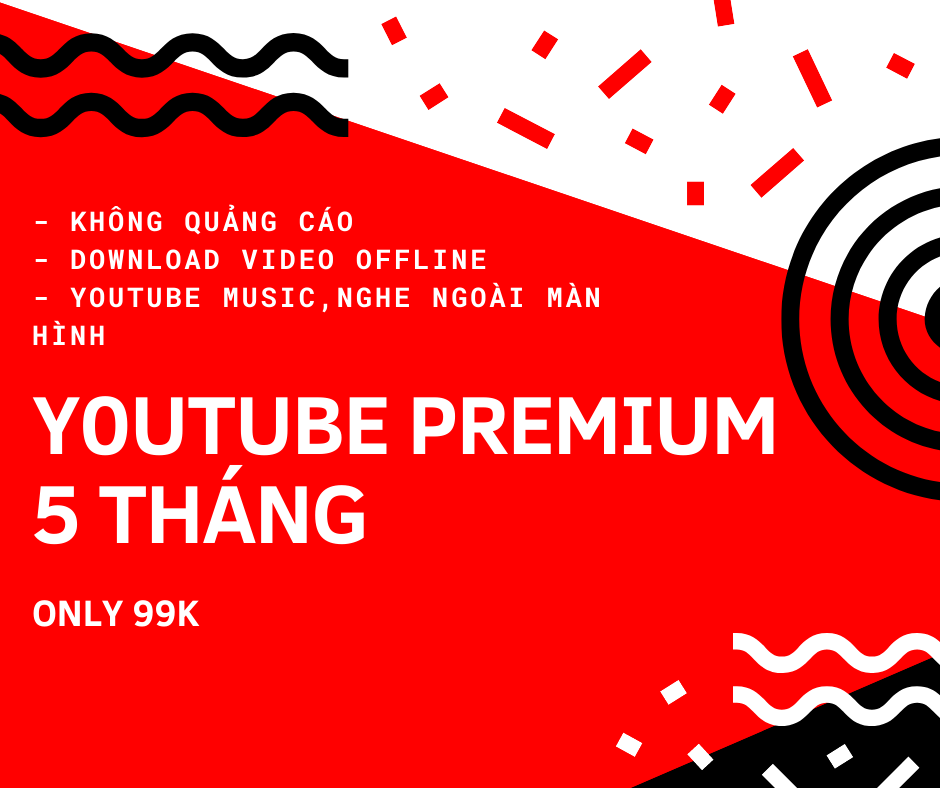 - KHÔNG QUẢNG CÁO
- DOWNLOAD VIDEO OFFLINE
- YOUTUBE MUSIC,NGHE NGOÀI MÀN
HÌNH
YOUTUBE PREMIUM
5 THÁNG
ONLY 99K